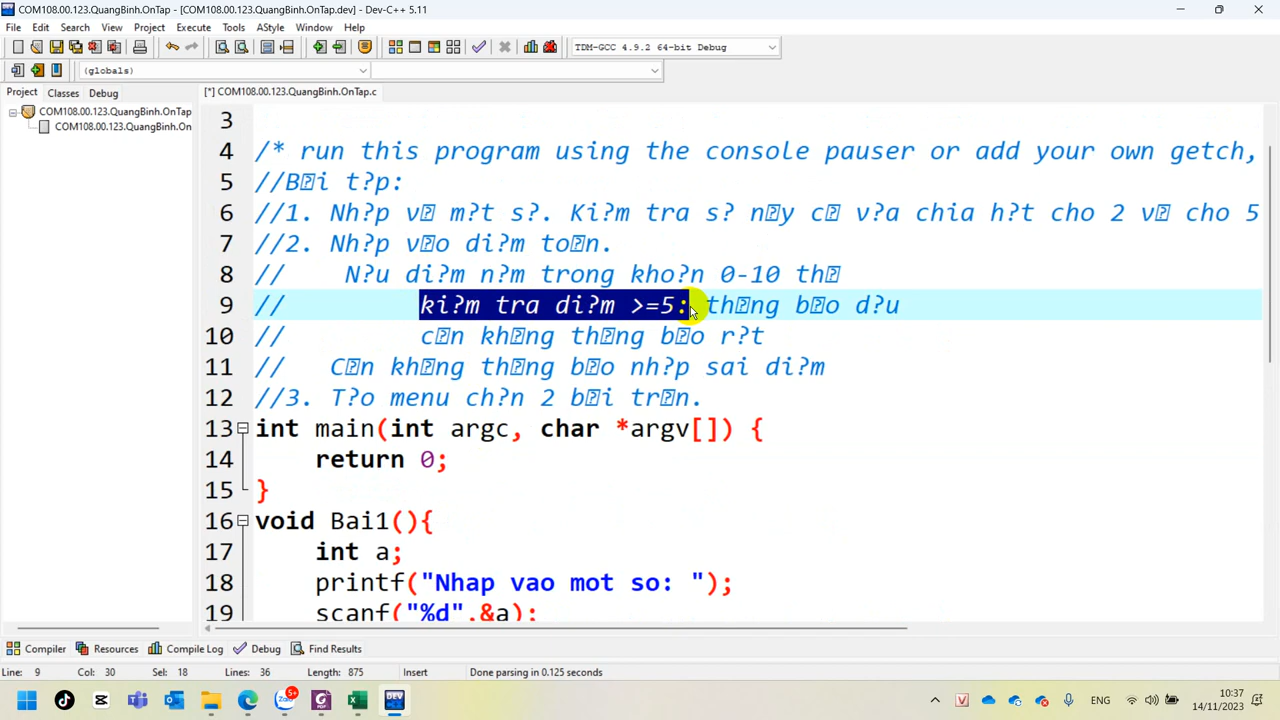 COM108.00.123.QuangBinh.OnTap - [COM108.00.123.QuangBinh.OnTap.dev] - Dev-C++ 5.11
File Edit Search View Project Execute Tools AStyle Window Help
TDM-GCC 4.9.2 64-bit Debug
(globals)
Project Classes Debug
[*] COM108.00.123.QuangBinh.OnTap.c
COM108.00.123.QuangBinh.OnTap
COM108.00.123.QuangBinh.On
3
4 /* run this program using the console pauser or add your own getch,
5 //B�i t?p:
6 //1. Nh?p v� m?t s?. Ki?m tra s? n�y c� v?a chia h?t cho 2 v� cho 5
7 //2. Nh?p v�o di?m to�n.
8 // N?u di?m n?m trong kho?n 0-10 th�
9 // ki?m tra di?m >=5: th�ng b�o d?u
10 // c�n kh�ng th�ng b�o r?t
11 // C�n kh�ng th�ng b�o nh?p sai di?m
12 //3. T?o menu ch?n 2 b�i tr�n.
13 int main(int argc, char *argv[]) {
14 return 0;
15 }
16 void Bai1(){
17 int a;
18 printf("Nhap vao mot so: ");
19 scanf("%d",&a);
Compiler Resources Compile Log Debug Find Results
Line: 9 Col: 30 Sel: 18 Lines: 36 Length: 875 Insert Done parsing in 0.125 seconds
5+
Zalo
PDF
DEV
ENG
10:37
14/11/2023